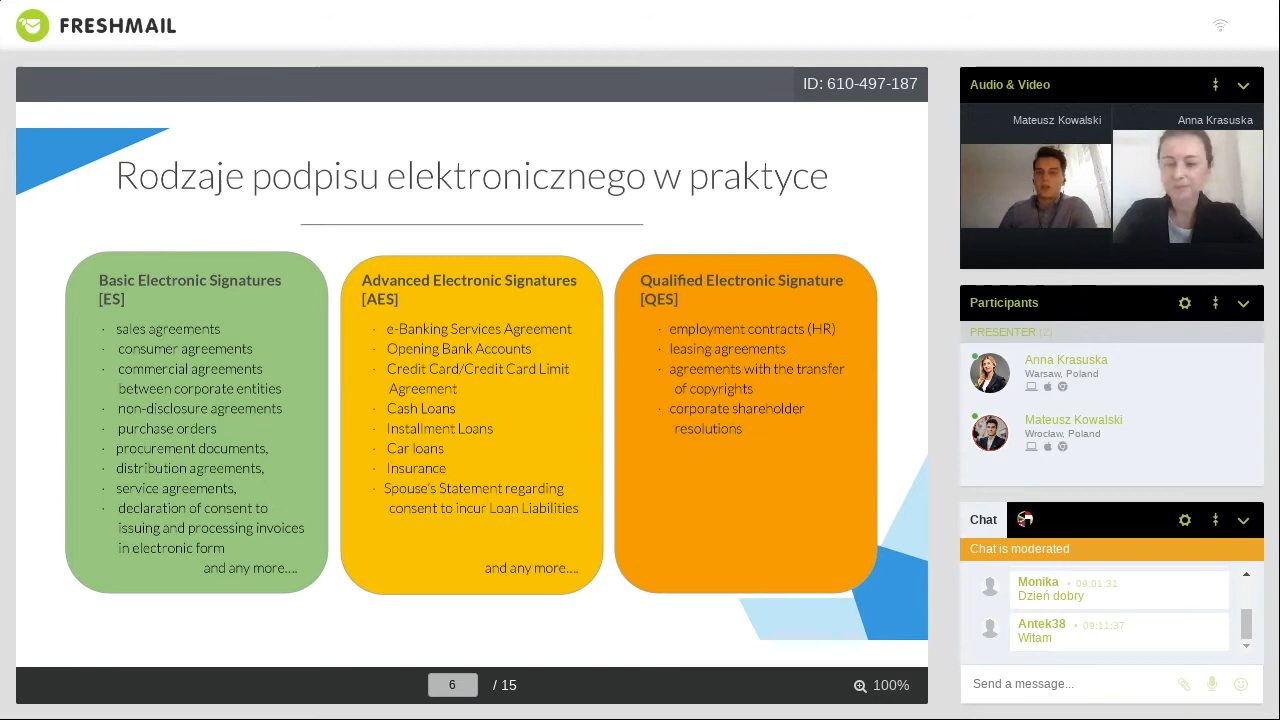 FRESHMAIL
ID: 610-497-187
Rodzaje podpisu elektronicznego w praktyce
Basic Electronic Signatures
[ES]
· sales agreements
· consumer agreements
· commercial agreements
between corporate entities
· non-disclosure agreements
· purchase orders
· procurement documents,
· distribution agreements,
· service agreements,
· declaration of consent to
issuing and processing invoices
in electronic form
and any more....
Advanced Electronic Signatures
[AES]
· e-Banking Services Agreement
· Opening Bank Accounts
· Credit Card/Credit Card Limit
Agreement
· Cash Loans
· Installment Loans
· Car loans
· Insurance
· Spouse's Statement regarding
consent to incur Loan Liabilities
and any more....
Qualified Electronic Signature
[QES]
· employment contracts (HR)
· leasing agreements
· agreements with the transfer
of copyrights
· corporate shareholder
resolutions
6 / 15
100%
Audio & Video
Mateusz Kowalski
Anna Krasuska
Participants
PRESENTER (2)
Anna Krasuska
Warsaw, Poland
Mateusz Kowalski
Wrocław, Poland
Chat
Chat is moderated
Monika • 09:01:31
Dzień dobry
Antek38 • 09:11:37
Witam
Send a message...